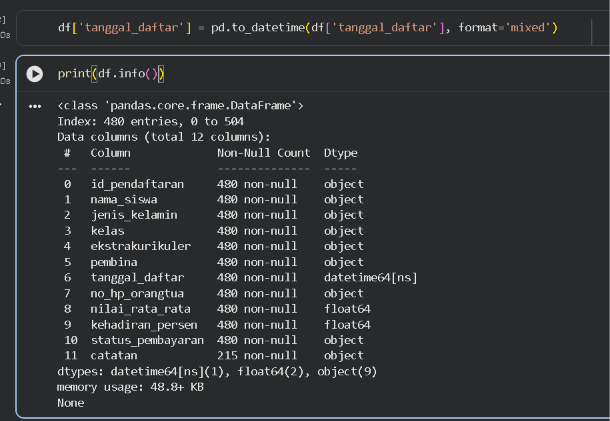 df['tanggal_daftar'] = pd.to_datetime(df['tanggal_daftar'], format='mixed')
0s
print(df.info())
0s
<class 'pandas.core.frame.DataFrame'>
Index: 480 entries, 0 to 504
Data columns (total 12 columns):
 #   Column             Non-Null Count  Dtype
---  ------             --------------  -----
 0   id_pendaftaran     480 non-null    object
 1   nama_siswa         480 non-null    object
 2   jenis_kelamin      480 non-null    object
 3   kelas              480 non-null    object
 4   ekstrakurikuler    480 non-null    object
 5   pembina            480 non-null    object
 6   tanggal_daftar     480 non-null    datetime64[ns]
 7   no_hp_orangtua     480 non-null    object
 8   nilai_rata_rata    480 non-null    float64
 9   kehadiran_persen   480 non-null    float64
 10  status_pembayaran  480 non-null    object
 11  catatan            215 non-null    object
dtypes: datetime64[ns](1), float64(2), object(9)
memory usage: 48.8+ KB
None